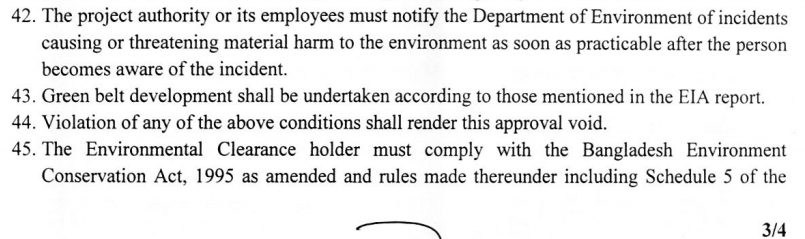 42. The project authority or its employees must notify the Department of Environment of incidents
causing or threatening material harm to the environment as soon as practicable after the person
becomes aware of the incident.
43. Green belt development shall be undertaken according to those mentioned in the EIA report.
44. Violation of any of the above conditions shall render this approval void.
45. The Environmental Clearance holder must comply with the Bangladesh Environment
Conservation Act, 1995 as amended and rules made thereunder including Schedule 5 of the
3/4